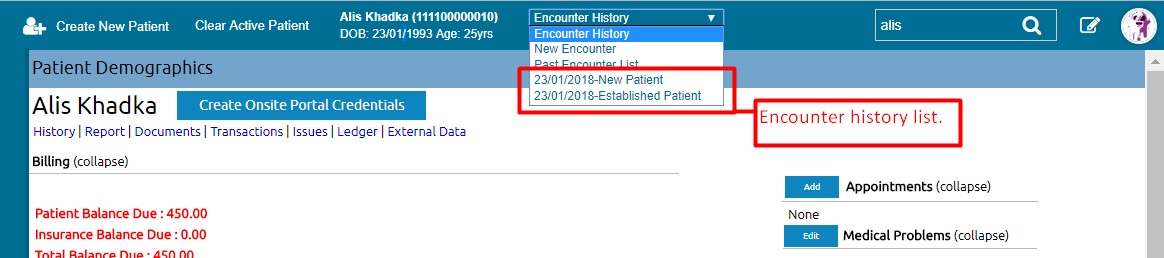 Create New Patient
Clear Active Patient
Alis Khadka (111100000010)
DOB: 23/01/1993 Age: 25yrs
Encounter History
Encounter History
New Encounter
Past Encounter List
23/01/2018-New Patient
23/01/2018-Established Patient
alis
Patient Demographics
Encounter history list.
Alis Khadka
Create Onsite Portal Credentials
History | Report | Documents | Transactions | Issues | Ledger | External Data
Billing (collapse)
Patient Balance Due : 450.00
Insurance Balance Due : 0.00
Total Balance Due : 450.00
Add Appointments (collapse)
None
Edit Medical Problems (collapse)